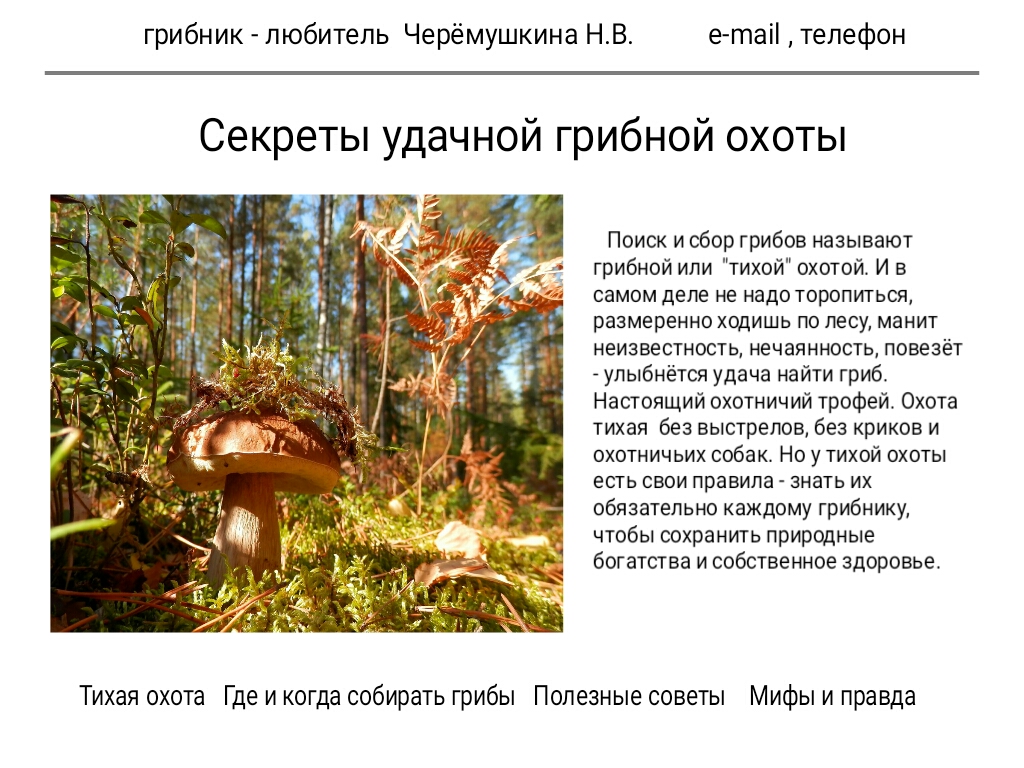 грибник - любитель  Черёмушкина Н.В.          e-mail , телефон
Секреты удачной грибной охоты
Поиск и сбор грибов называют
грибной или  "тихой" охотой. И в
самом деле не надо торопиться,
размеренно ходишь по лесу, манит
неизвестность, нечаянность, повезёт
- улыбнётся удача найти гриб.
Настоящий охотничий трофей. Охота
тихая  без выстрелов, без криков и
охотничьих собак. Но у тихой охоты
есть свои правила - знать их
обязательно каждому грибнику,
чтобы сохранить природные
богатства и собственное здоровье.
Тихая охота   Где и когда собирать грибы   Полезные советы    Мифы и правда